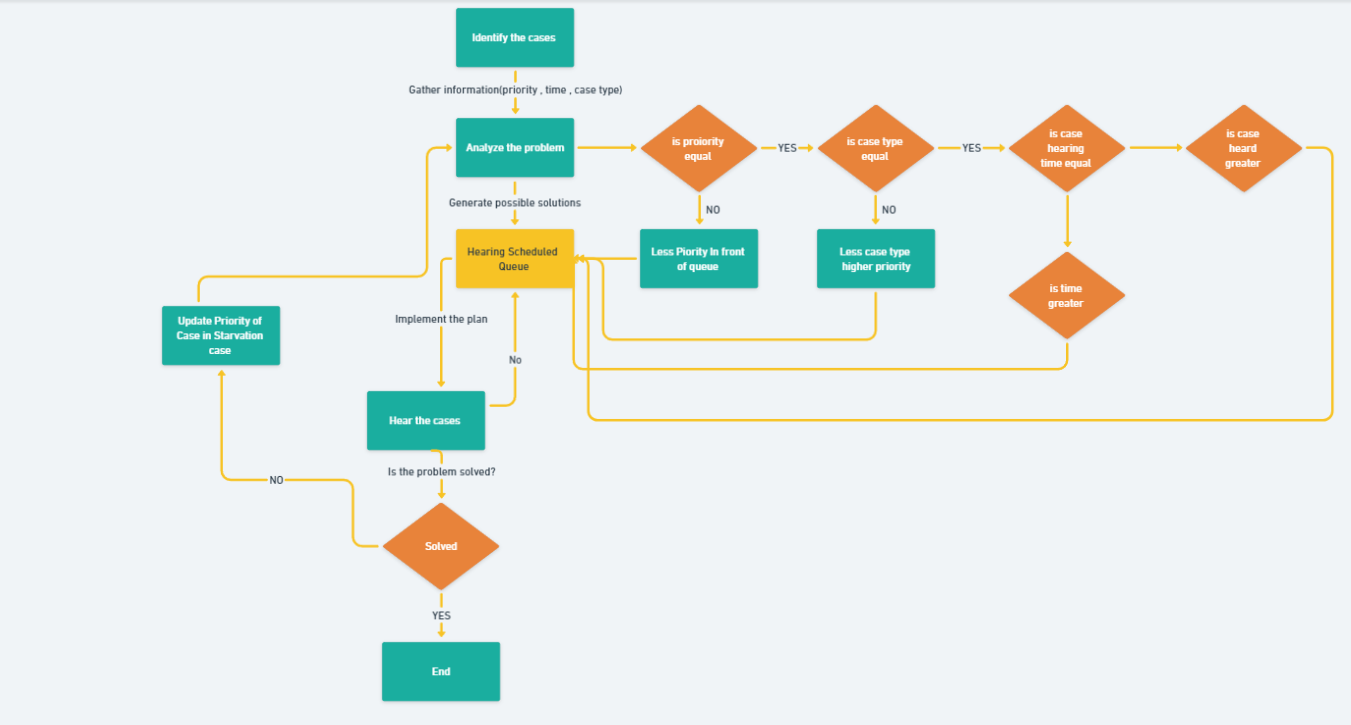 Identify the cases
Gather information(priority , time , case type)
Analyze the problem
is proiority
equal
YES
is case type
equal
YES
is case
hearing
time equal
is case
heard
greater
Generate possible solutions
NO
NO
Hearing Scheduled
Queue
Less Piority In front
of queue
Less case type
higher priority
is time
greater
Update Priority of
Case in Starvation
case
Implement the plan
No
Hear the cases
Is the problem solved?
NO
Solved
YES
End